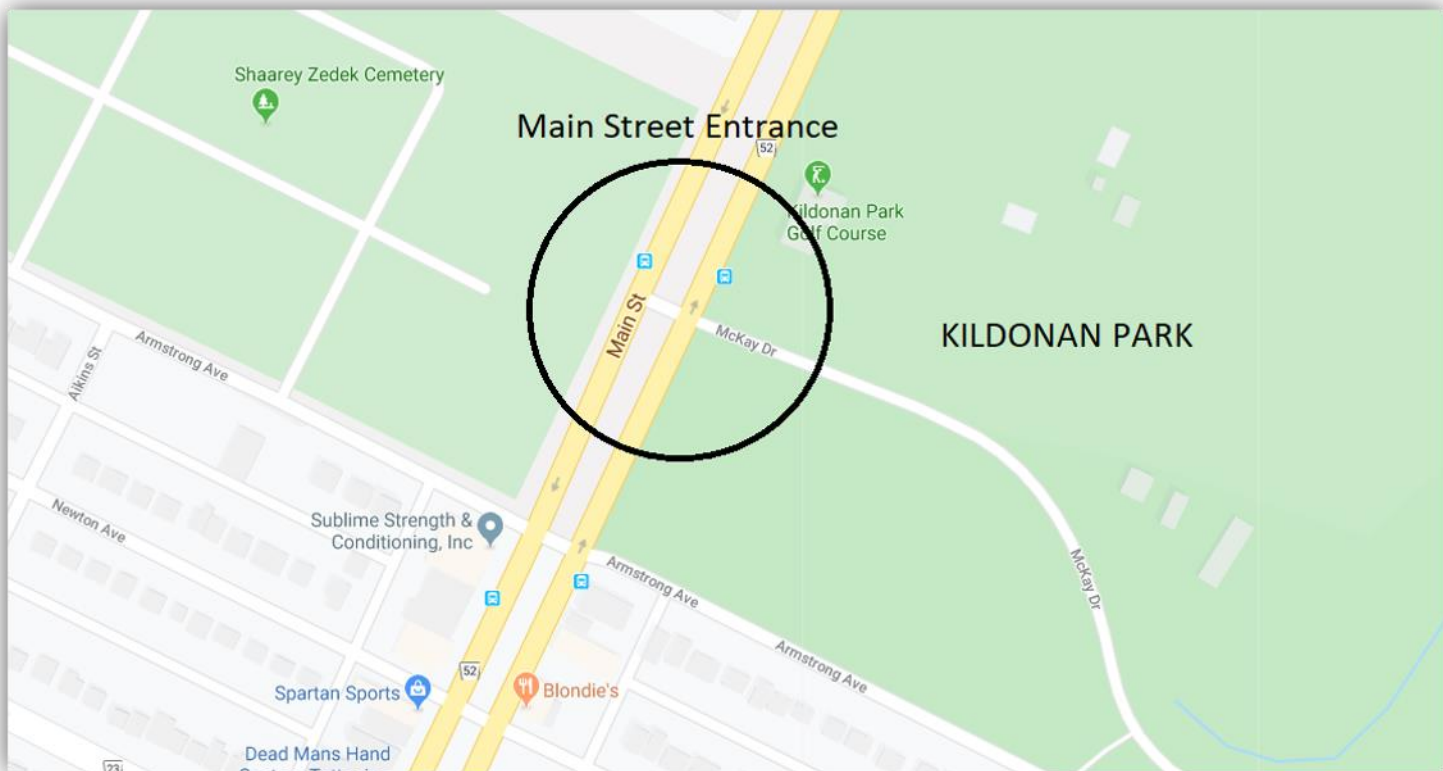 Shaarey Zedek Cemetery
Main Street Entrance
52
Kildonan Park
Golf Course
Main St
McKay Dr
KILDONAN PARK
Armstrong Ave
Aikins St
Newton Ave
Sublime Strength &
Conditioning, Inc
Armstrong Ave
McKay Dr
Armstrong Ave
52
Spartan Sports
Blondie's
Dead Mans Hand
23